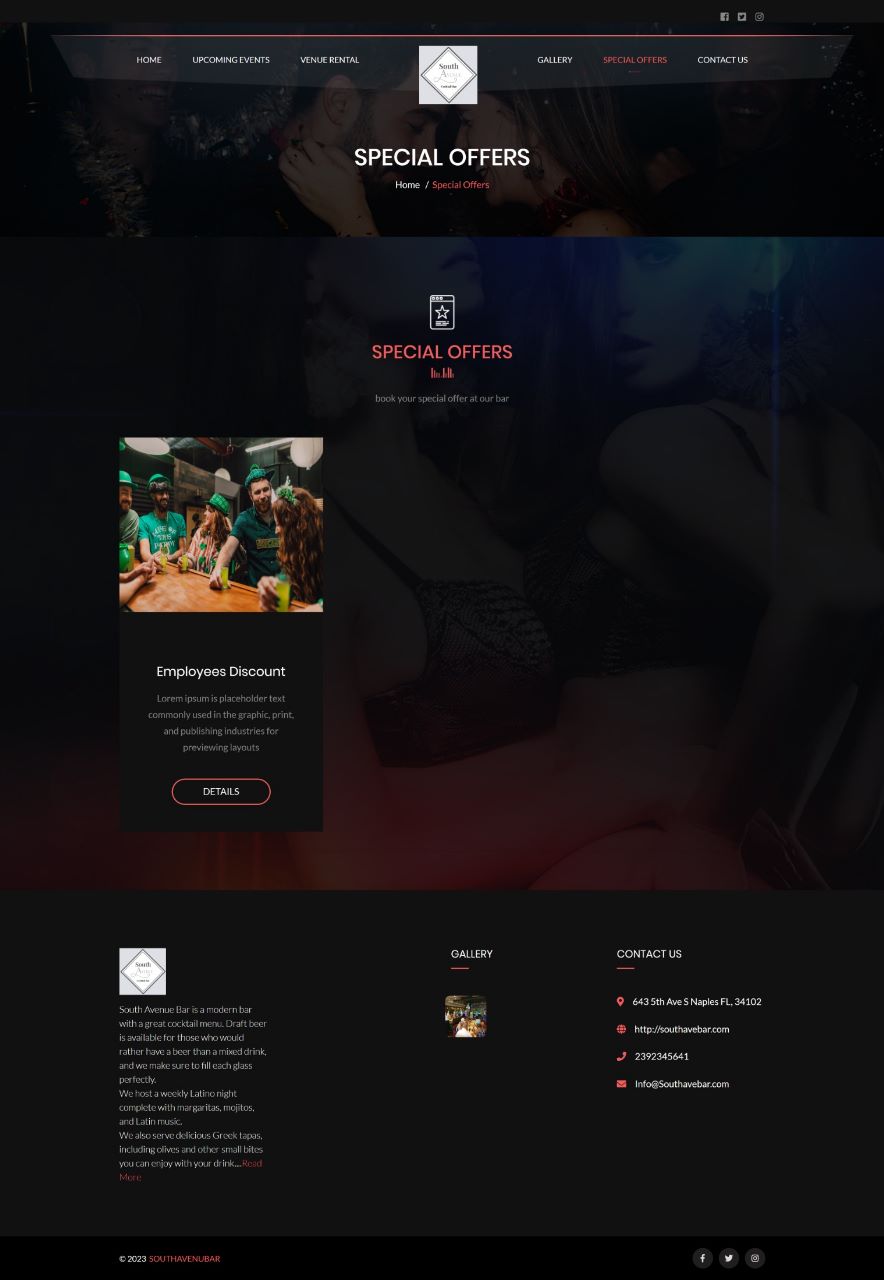 HOME
UPCOMING EVENTS
VENUE RENTAL
South
Avenue
Cocktail Bar
GALLERY
SPECIAL OFFERS
CONTACT US
SPECIAL OFFERS
Home / Special Offers
SPECIAL OFFERS
book your special offer at our bar
Employees Discount
Lorem ipsum is placeholder text
commonly used in the graphic, print,
and publishing industries for
previewing layouts
DETAILS
South
South Avenue Bar is a modern bar
with a great cocktail menu. Draft beer
is available for those who would
rather have a beer than a mixed drink,
and we make sure to fill each glass
perfectly.
We host a weekly Latino night
complete with margaritas, mojitos,
and Latin music.
We also serve delicious Greek tapas,
including olives and other small bites
you can enjoy with your drink....Read
More
GALLERY
CONTACT US
643 5th Ave S Naples FL, 34102
http://southavebar.com
2392345641
Info@Southavebar.com
© 2023 SOUTHAVENUBAR